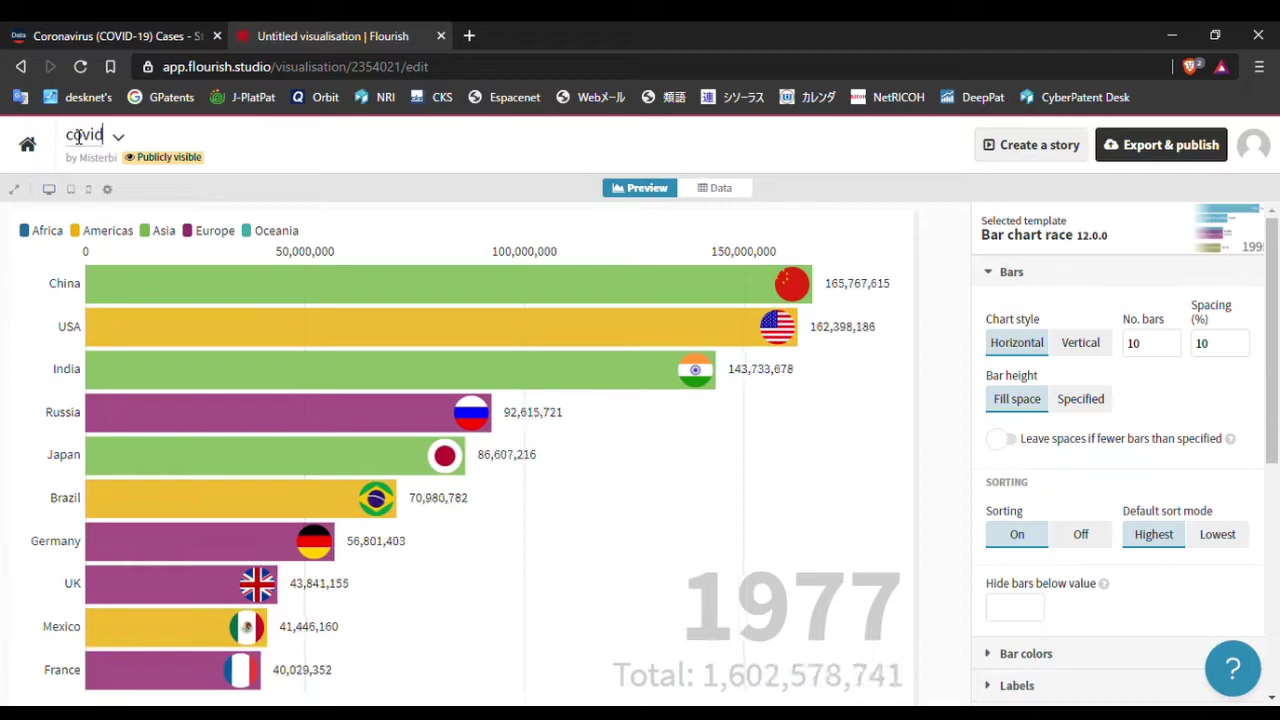 Coronavirus (COVID-19) Cases - St
Untitled visualisation | Flourish
app.flourish.studio/visualisation/2354021/edit
2
desknet's
GPatents
J-PlatPat
Orbit
NRI
CKS
Espacenet
Webメール
類語
シソーラス
カレンダ
NetRICOH
DeepPat
CyberPatent Desk
covid
by Misterbi
Publicly visible
Create a story
Export & publish
Preview
Data
Africa Americas Asia Europe Oceania
0 50,000,000 100,000,000 150,000,000
China 165,767,615
USA 162,398,186
India 143,733,678
Russia 92,615,721
Japan 86,607,216
Brazil 70,980,782
Germany 56,801,403
UK 43,841,155
Mexico 41,446,160
France 40,029,352
1977
Total: 1,602,578,741
Selected template
Bar chart race 12.0.0
Bars
Chart style
Horizontal Vertical
No. bars
10
Spacing
(%)
10
Bar height
Fill space Specified
Leave spaces if fewer bars than specified ?
SORTING
Sorting
On Off
Default sort mode
Highest Lowest
Hide bars below value ?
Bar colors
Labels
?